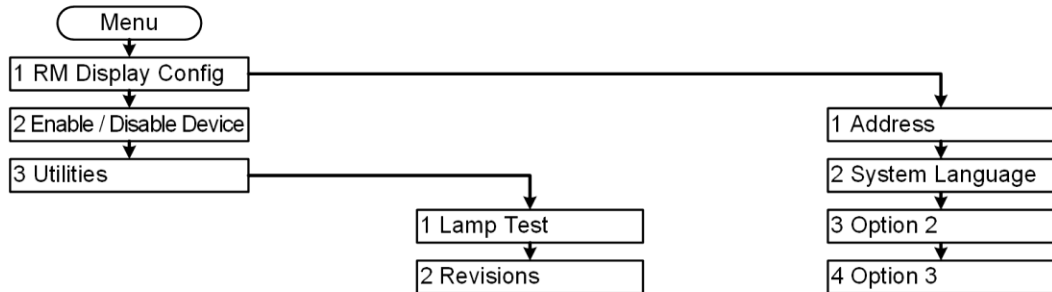 Menu
1 RM Display Config
2 Enable / Disable Device
1 Address
3 Utilities
2 System Language
1 Lamp Test
3 Option 2
2 Revisions
4 Option 3